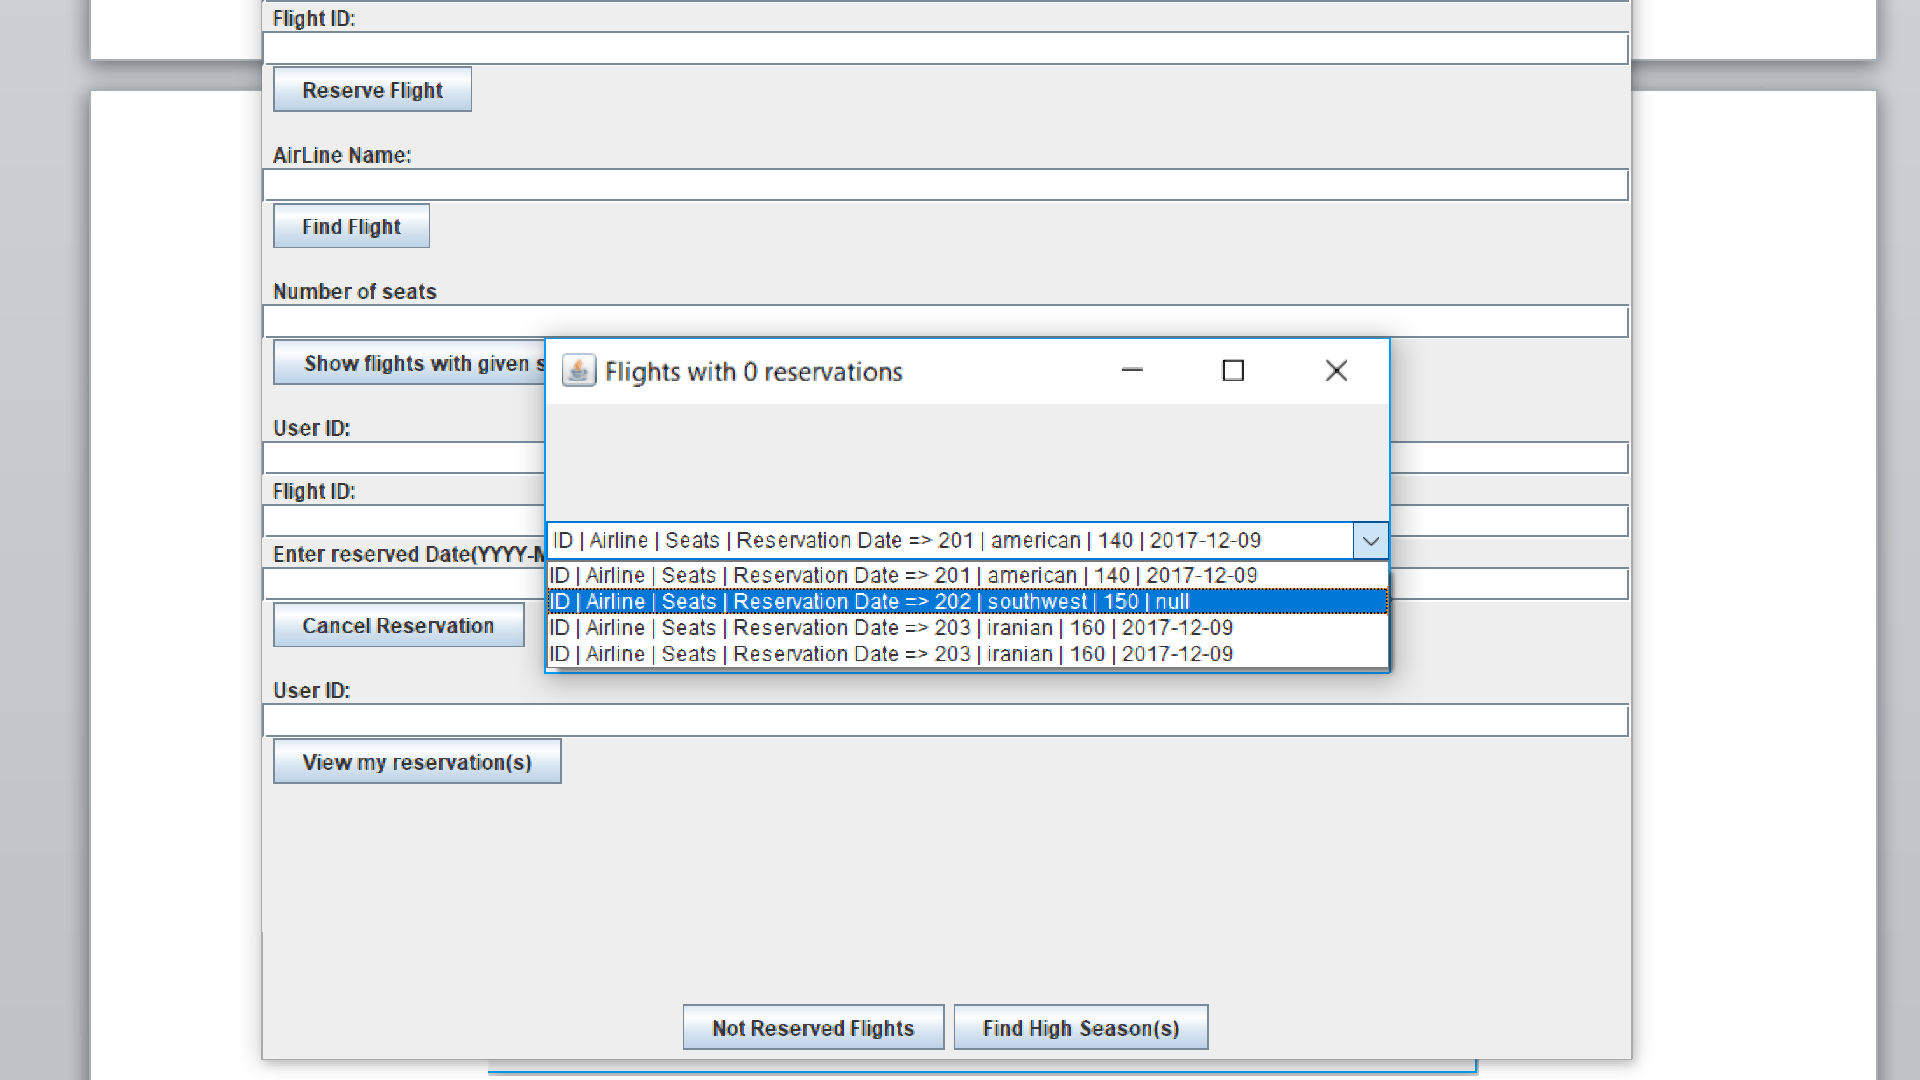 Flight ID:
Reserve Flight
AirLine Name:
Find Flight
Number of seats
Show flights with given
Flights with 0 reservations
User ID:
Flight ID:
ID | Airline | Seats | Reservation Date => 201 | american | 140 | 2017-12-09
Enter reserved Date(YYYY-M
ID | Airline | Seats | Reservation Date => 201 | american | 140 | 2017-12-09
ID | Airline | Seats | Reservation Date => 202 | southwest | 150 | null
ID | Airline | Seats | Reservation Date => 203 | iranian | 160 | 2017-12-09
ID | Airline | Seats | Reservation Date => 203 | iranian | 160 | 2017-12-09
Cancel Reservation
User ID:
View my reservation(s)
Not Reserved Flights
Find High Season(s)